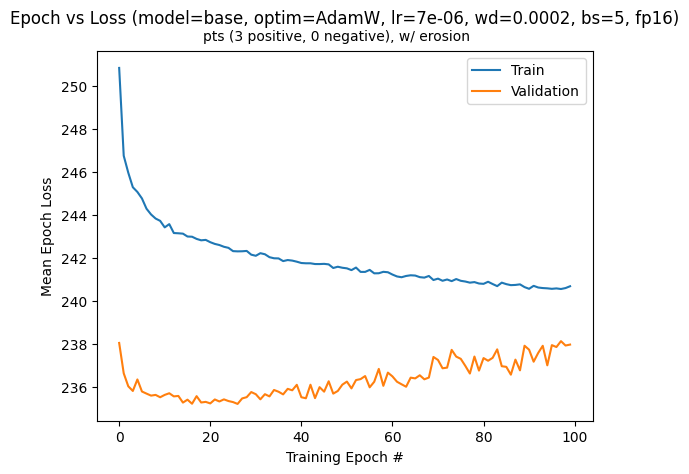 Epoch vs Loss (model=base, optim=AdamW, lr=7e-06, wd=0.0002, bs=5, fp16)
pts (3 positive, 0 negative), w/ erosion
Train
Validation
Mean Epoch Loss
250
248
246
244
242
240
238
236
0 20 40 60 80 100
Training Epoch #